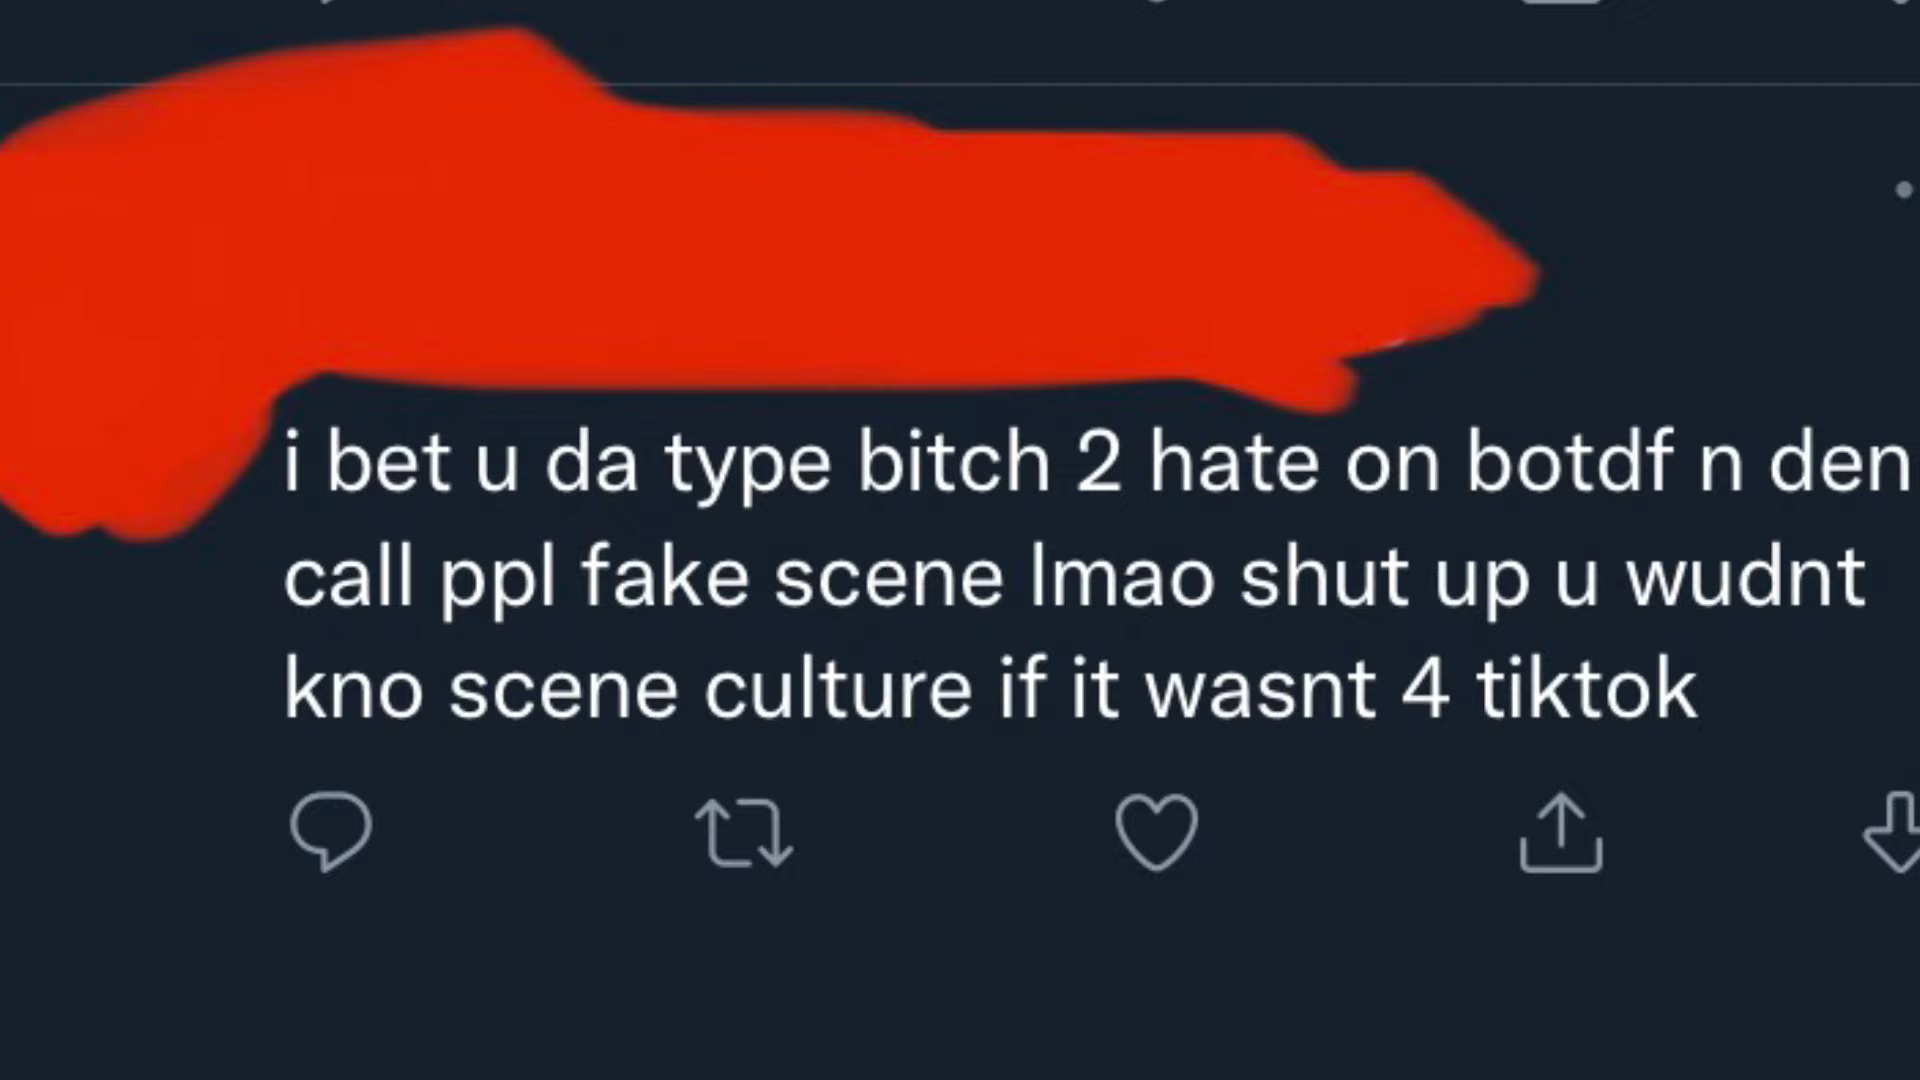 i bet u da type bitch 2 hate on botdf n den
call ppl fake scene lmao shut up u wudnt
kno scene culture if it wasnt 4 tiktok